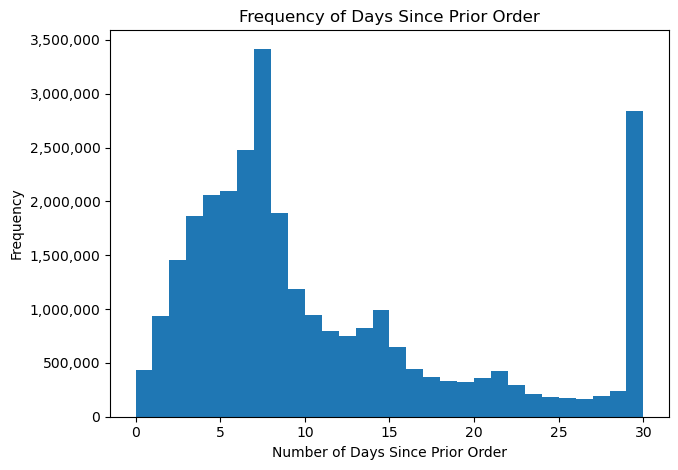 Frequency of Days Since Prior Order
3,500,000
3,000,000
2,500,000
2,000,000
1,500,000
1,000,000
500,000
0
Frequency
0 5 10 15 20 25 30
Number of Days Since Prior Order